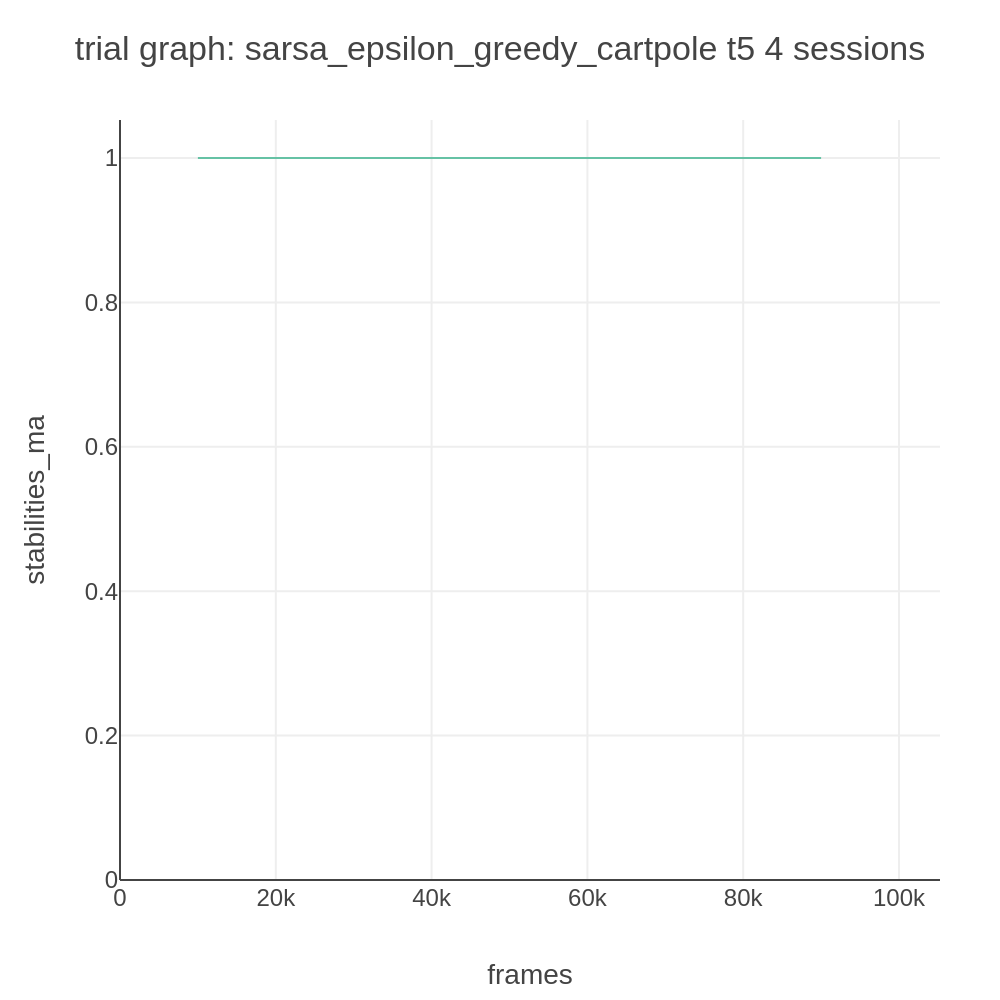 trial graph: sarsa_epsilon_greedy_cartpole t5 4 sessions
1
0.8
0.6
0.4
0.2
0
stabilities_ma
0
20k
40k
60k
80k
100k
frames